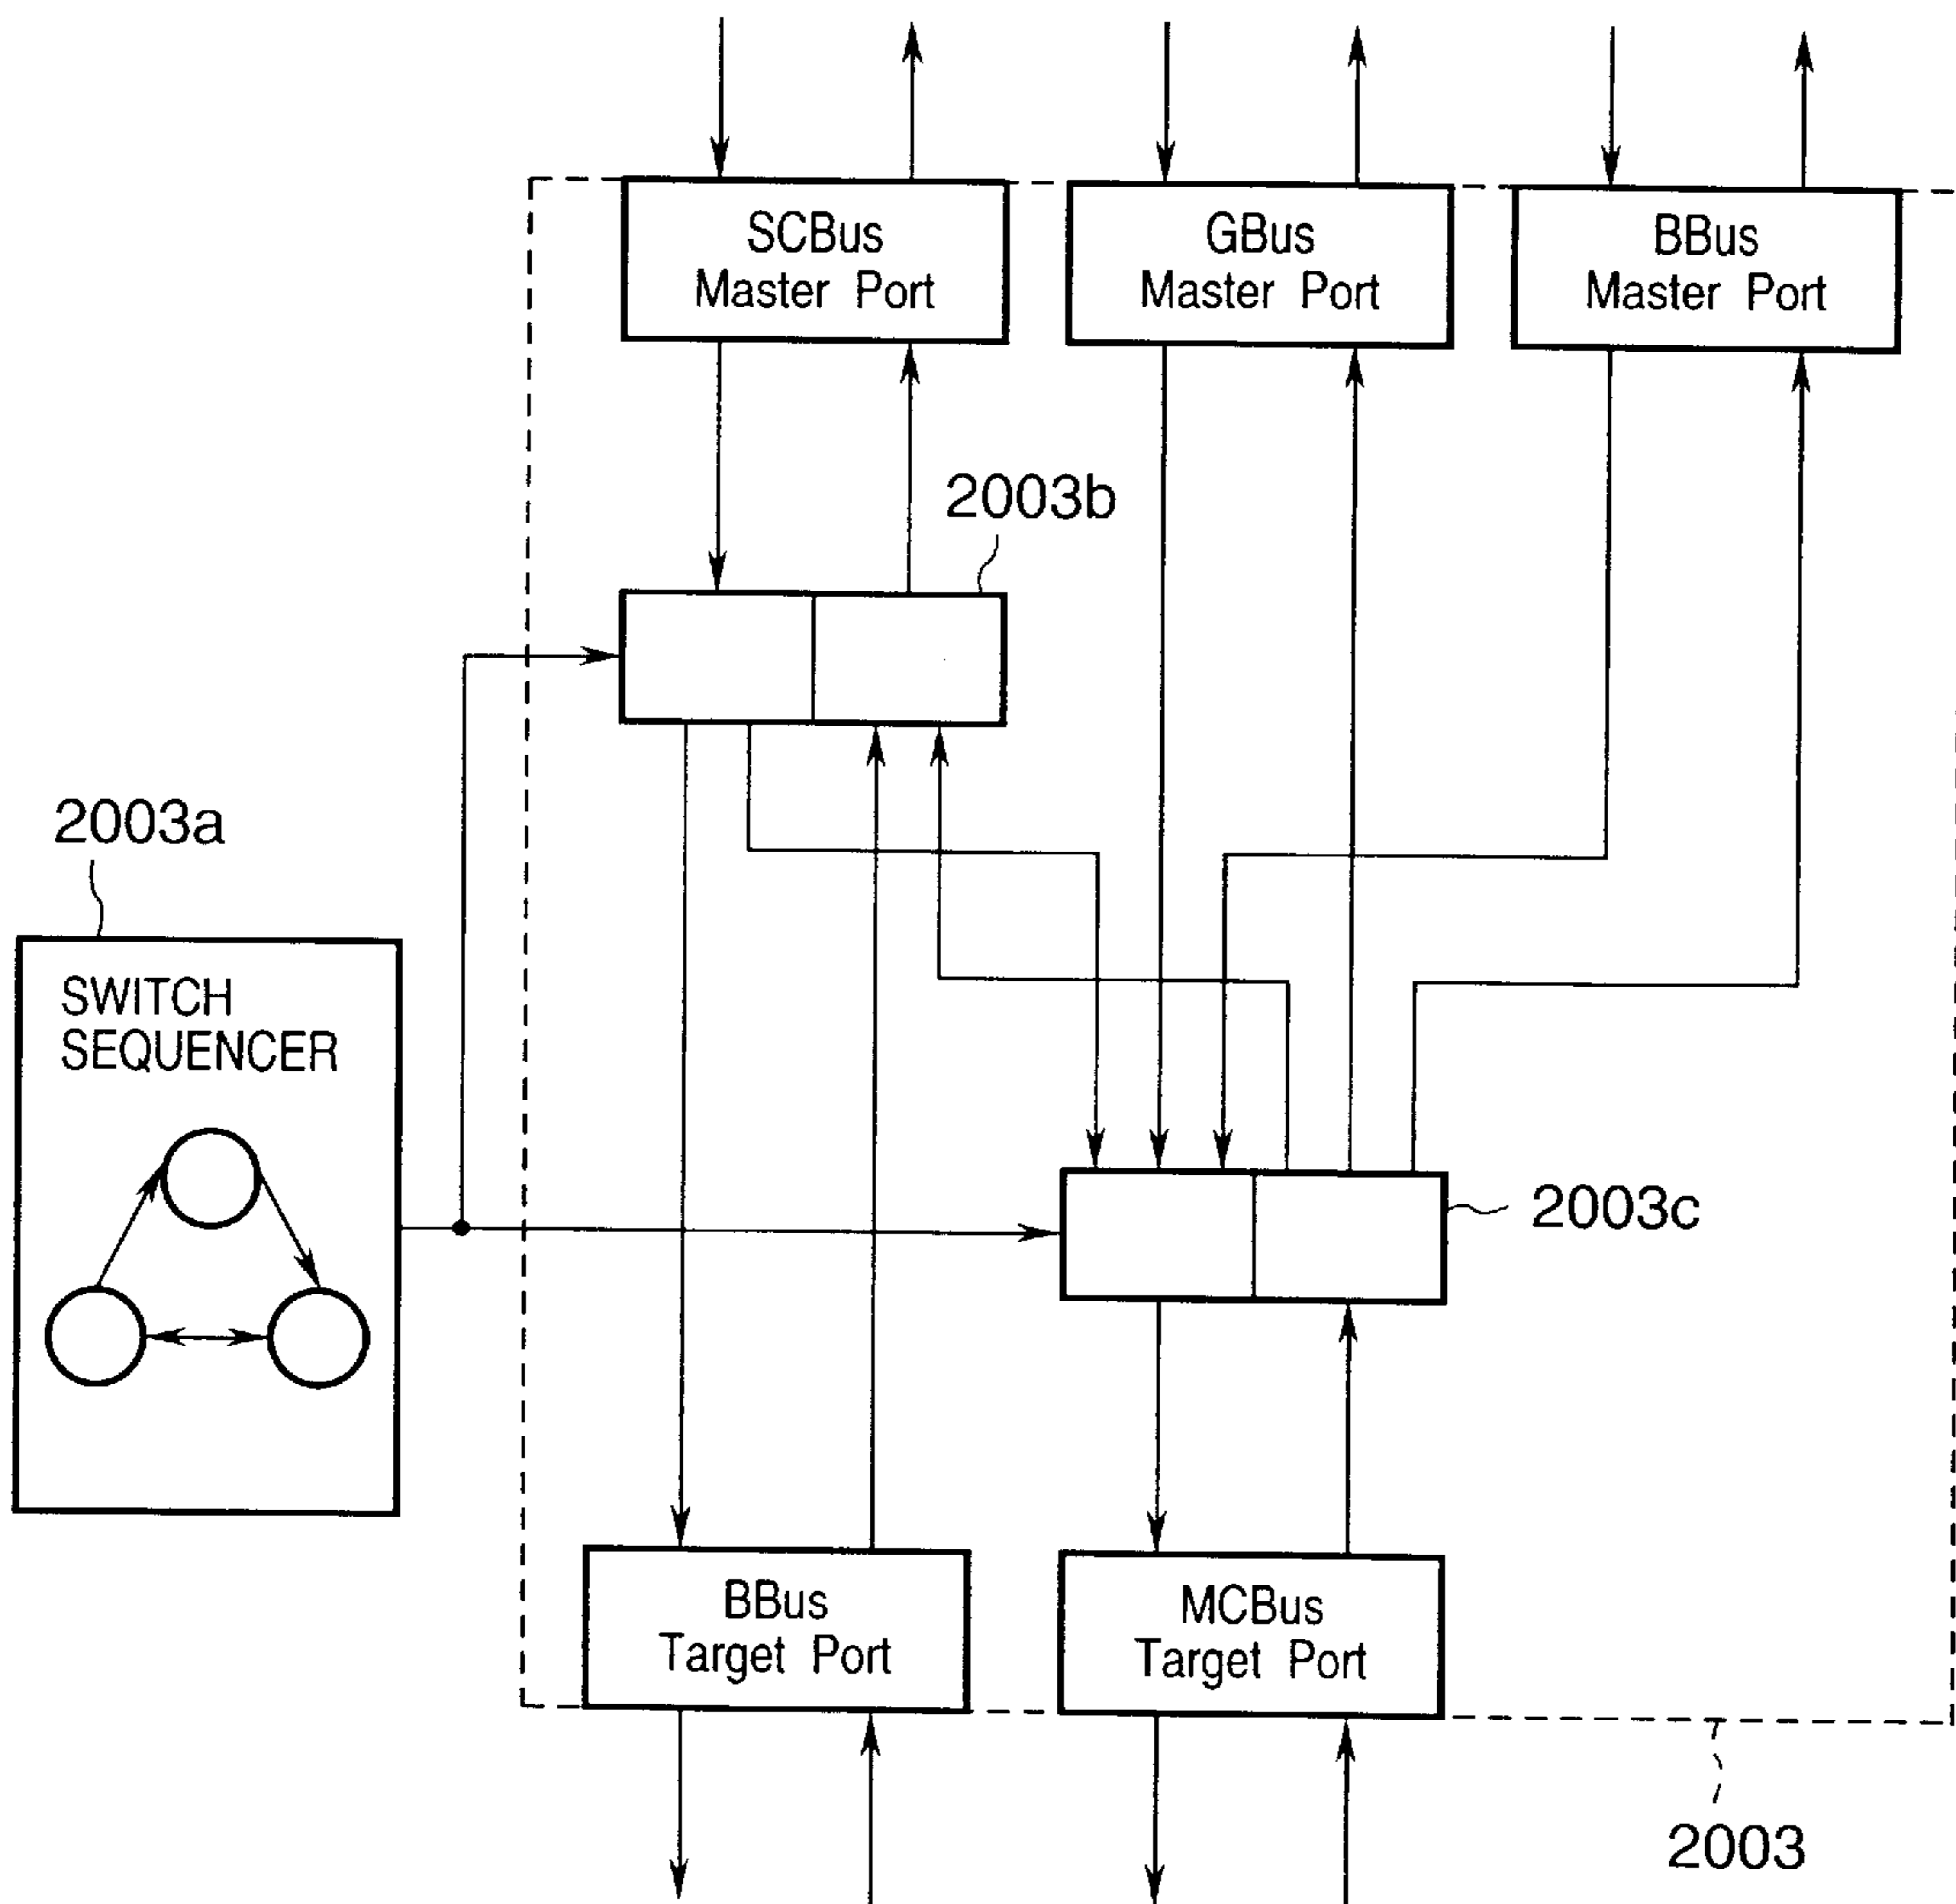 SCBus
Master Port
GBus
Master Port
BBus
Master Port
2003b
2003a
SWITCH
SEQUENCER
2003c
BBus
Target Port
MCBus
Target Port
2003